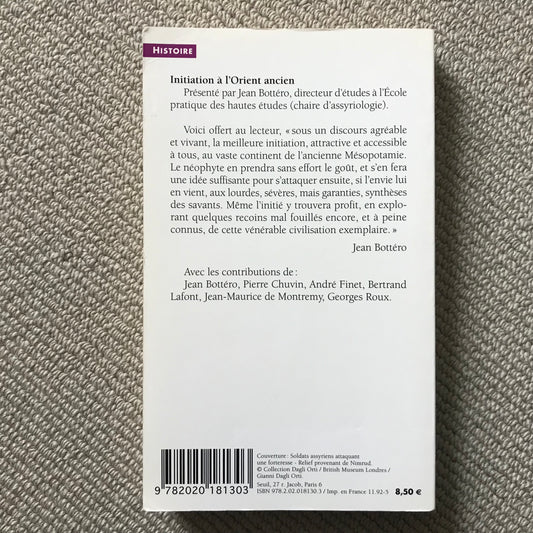 HISTOIRE
Initiation à l'Orient ancien
Présenté par Jean Bottéro, directeur d'études à l'École
pratique des hautes études (chaire d'assyriologie).
Voici offert au lecteur, « sous un discours agréable
et vivant, la meilleure initiation, attractive et accessible
à tous, au vaste continent de l'ancienne Mésopotamie.
Le néophyte en prendra sans effort le goût, et s'en fera
une idée suffisante pour s'attaquer ensuite, si l'envie lui
en vient, aux lourdes, sévères, mais garanties, synthèses
des savants. Même l'initié y trouvera profit, en explo-
rant quelques recoins mal fouillés encore, et à peine
connus, de cette vénérable civilisation exemplaire. »
Jean Bottéro
Avec les contributions de :
Jean Bottéro, Pierre Chuvin, André Finet, Bertrand
Lafont, Jean-Maurice de Montremy, Georges Roux.
Couverture : Soldats assyriens attaquant
une forteresse - Relief provenant de Nimrud.
© Collection Dagli Orti / British Museum Londres /
Gianni Dagli Orti.
Seuil, 27 r. Jacob, Paris 6
ISBN 978.2.02.018130.3 / Imp. en France 11.92-5
8,50 €
9 782020 181303